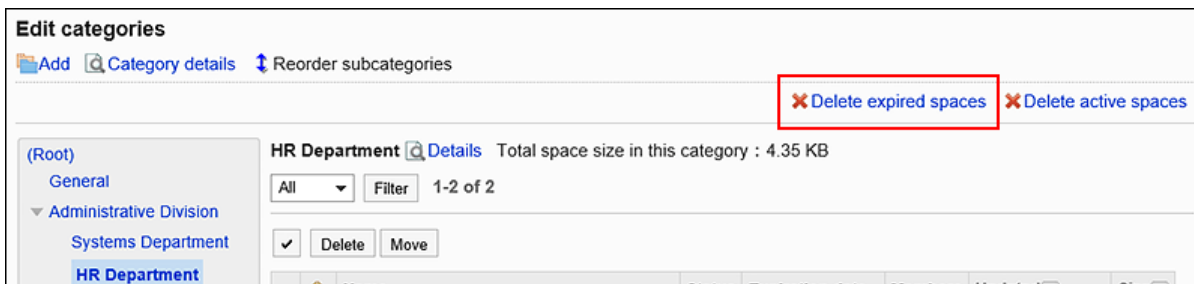 Edit categories
Add Category details Reorder subcategories
Delete expired spaces Delete active spaces
(Root)
General
Administrative Division
Systems Department
HR Department
HR Department Details Total space size in this category : 4.35 KB
All Filter 1-2 of 2
Delete Move